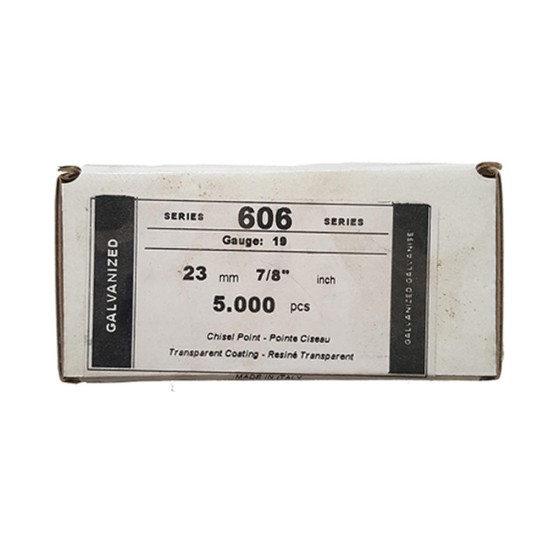 GALVANIZED
SERIES 606 SERIES
Gauge: 19
23 mm 7/8" inch
5.000 pcs
Chisel Point - Pointe Ciseau
Transparent Coating - Resiné Transparent
MADE IN ITALY
GALVANIZED GALVANISE